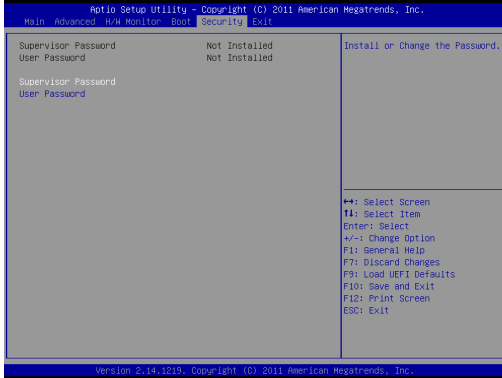 Aptio Setup Utility - Copyright (C) 2011 American Megatrends, Inc.
Main Advanced H/W Monitor Boot Security Exit
Supervisor Password Not Installed
User Password Not Installed
Supervisor Password
User Password
Install or Change the Password.
↔: Select Screen
↑↓: Select Item
Enter: Select
+/-: Change Option
F1: General Help
F7: Discard Changes
F9: Load UEFI Defaults
F10: Save and Exit
F12: Print Screen
ESC: Exit
Version 2.14.1219. Copyright (C) 2011 American Megatrends, Inc.